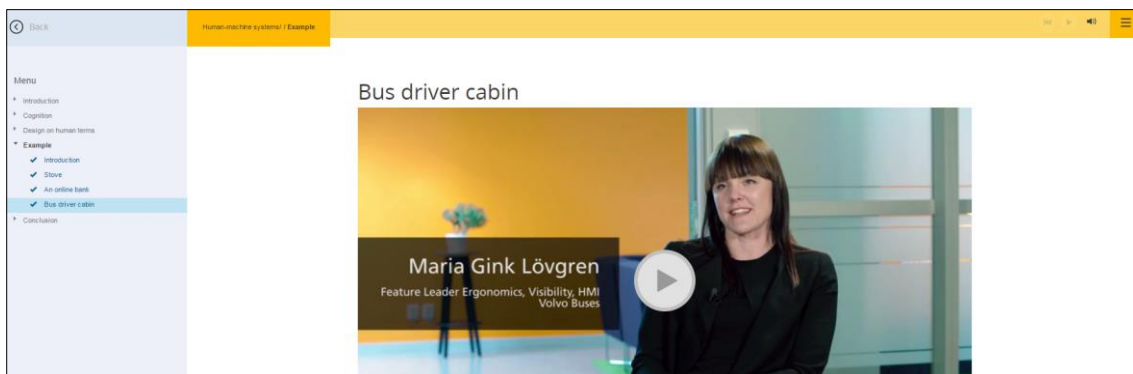 Back
Human-machine systems/ / Example
Menu
Introduction
Cognition
Design on human terms
Example
Introduction
Stove
An online bank
Bus driver cabin
Conclusion
Bus driver cabin
Maria Gink Lövgren
Feature Leader Ergonomics, Visibility, HMI
Volvo Buses